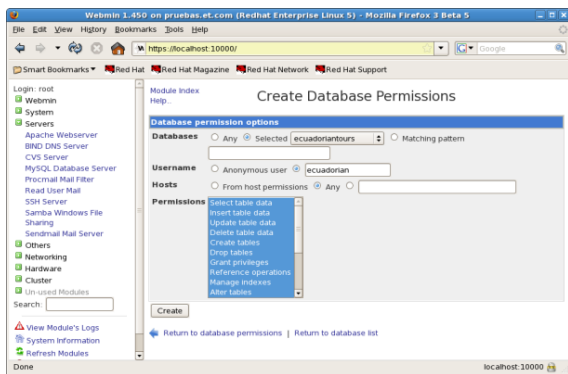 Webmin 1.450 on pruebas.et.com (Redhat Enterprise Linux 5) - Mozilla Firefox 3 Beta 5
File Edit View History Bookmarks Tools Help
https://localhost:10000/
Google
Smart Bookmarks Red Hat Red Hat Magazine Red Hat Network Red Hat Support
Login: root
Webmin
System
Servers
Apache Webserver
BIND DNS Server
CVS Server
MySQL Database Server
Procmail Mail Filter
Read User Mail
SSH Server
Samba Windows File
Sharing
Sendmail Mail Server
Others
Networking
Hardware
Cluster
Un-used Modules
Search:
View Module's Logs
System Information
Refresh Modules
Module Index
Help..
Create Database Permissions
Database permission options
Databases Any Selected ecuadoriantours Matching pattern
Username Anonymous user ecuadorian
Hosts From host permissions Any
Permissions Select table data
Insert table data
Update table data
Delete table data
Create tables
Drop tables
Grant privileges
Reference operations
Manage indexes
Alter tables
Create
Return to database permissions | Return to database list
Done localhost:10000